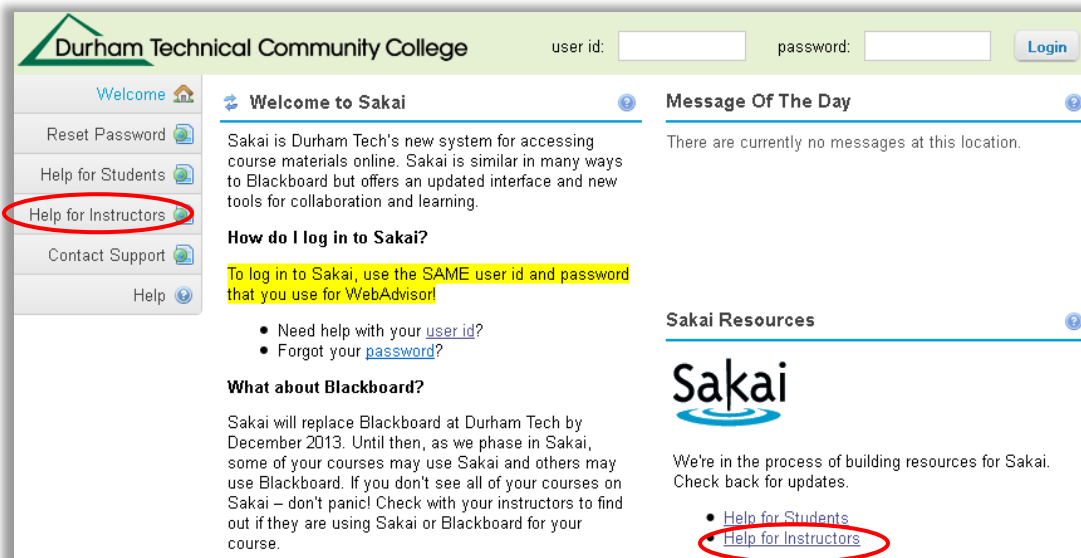 Durham Technical Community College
user id:
password:
Login
Welcome
Reset Password
Help for Students
Help for Instructors
Contact Support
Help
Welcome to Sakai
Sakai is Durham Tech's new system for accessing
course materials online. Sakai is similar in many ways
to Blackboard but offers an updated interface and new
tools for collaboration and learning.
How do I log in to Sakai?
To log in to Sakai, use the SAME user id and password
that you use for WebAdvisor!
• Need help with your user id?
• Forgot your password?
What about Blackboard?
Sakai will replace Blackboard at Durham Tech by
December 2013. Until then, as we phase in Sakai,
some of your courses may use Sakai and others may
use Blackboard. If you don't see all of your courses on
Sakai – don't panic! Check with your instructors to find
out if they are using Sakai or Blackboard for your
course.
Message Of The Day
There are currently no messages at this location.
Sakai Resources
Sakai
We're in the process of building resources for Sakai.
Check back for updates.
• Help for Students
• Help for Instructors